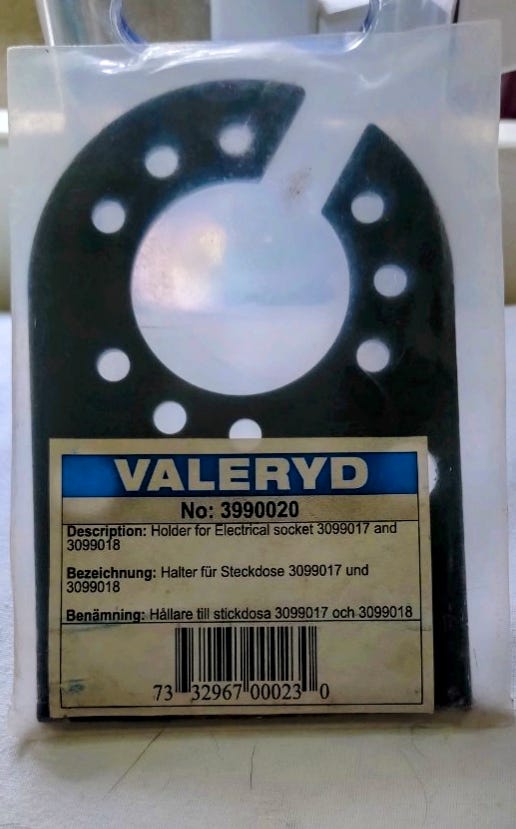 VALERYD
No: 3990020
Description: Holder for Electrical socket 3099017 and
3099018
Bezeichnung: Halter für Steckdose 3099017 und
3099018
Benämning: Hållare till stickdosa 3099017 och 3099018
73 32967 00023 0